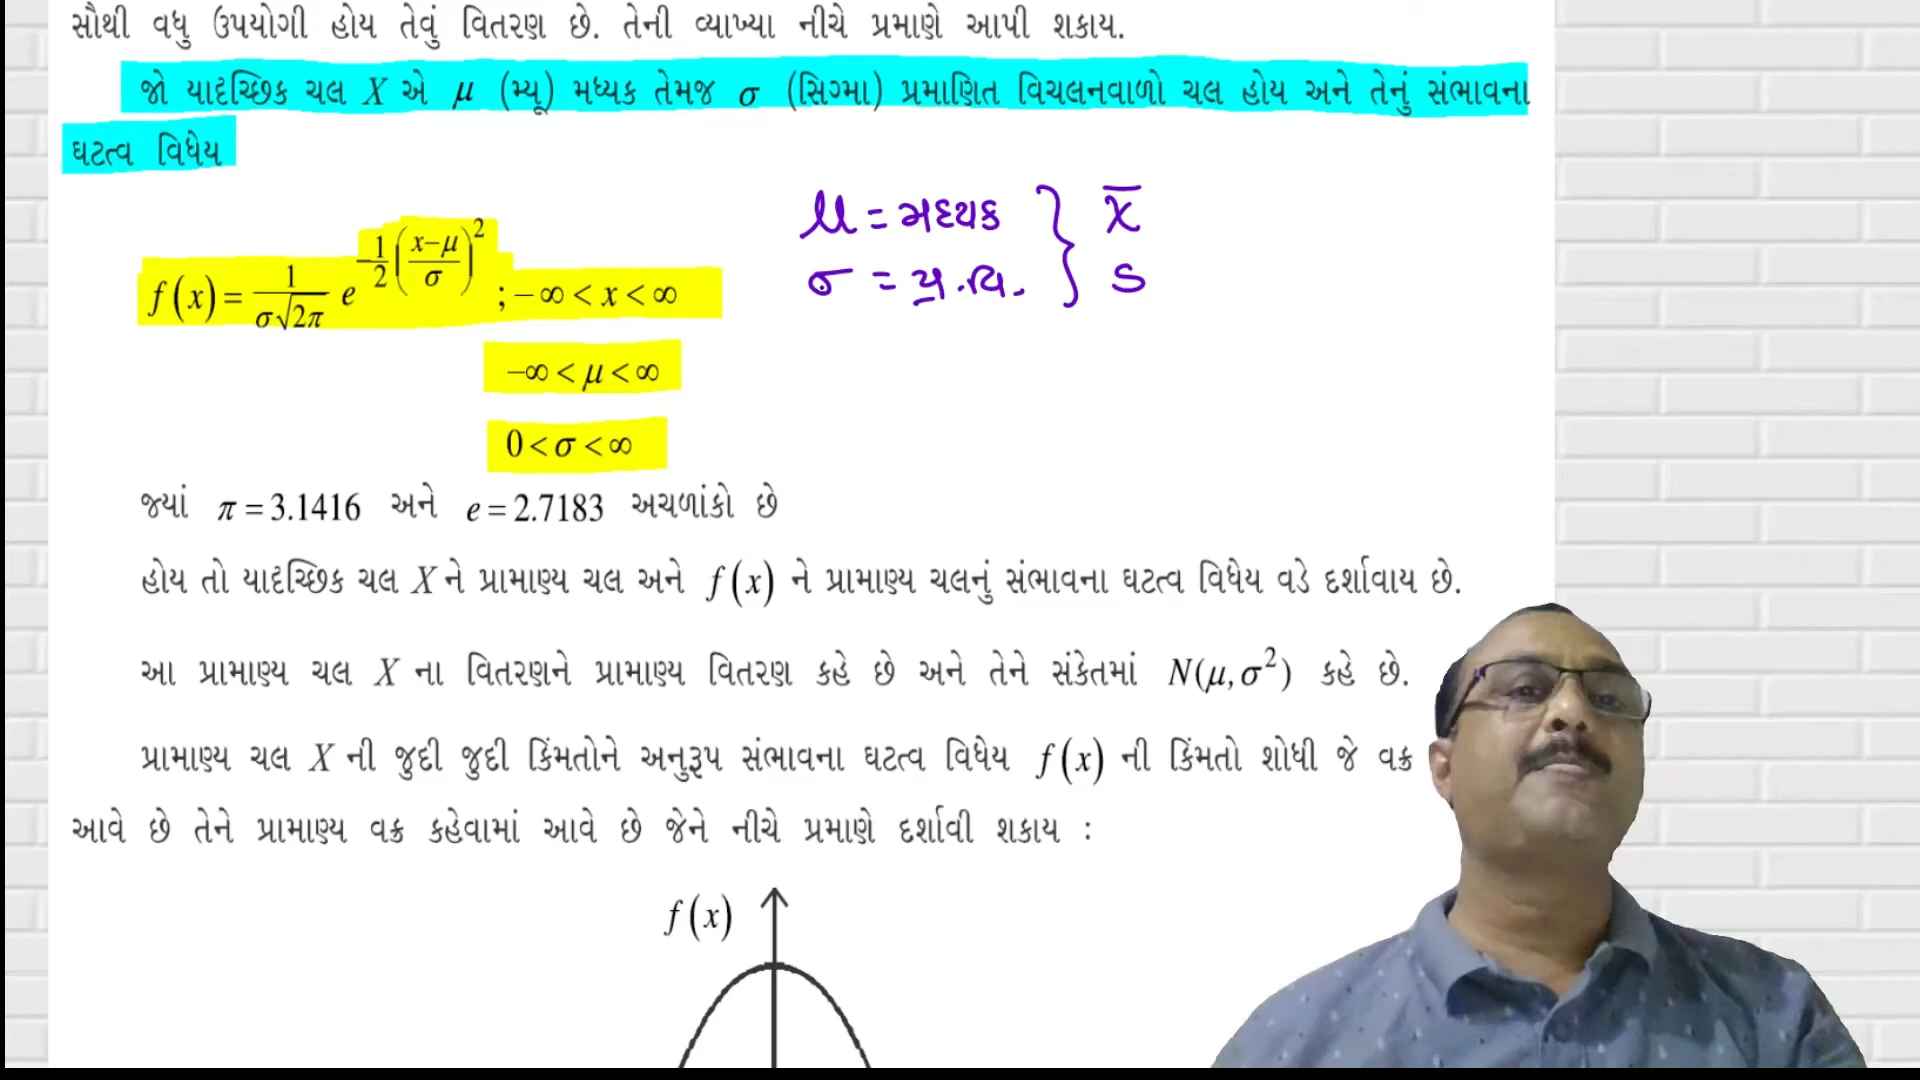 સૌથી વધુ ઉપયોગી હોય તેવું વિતરણ છે. તેની વ્યાખ્યા નીચે પ્રમાણે આપી શકાય.
જો યાદચ્છિક ચલ X એ μ (મ્યૂ) મધ્યક તેમજ σ (સિગ્મા) પ્રમાણિત વિચલનવાળો ચલ હોય અને તેનું સંભાવના
ઘટત્વ વિધેય
μ = મધ્યક } x̄
σ = પ્ર.વિ. } S
f(x) = 1/(σ√2π) e^(-1/2((x-μ)/σ)^2) ; -∞ < x < ∞
-∞ < μ < ∞
0 < σ < ∞
જ્યાં π = 3.1416 અને e = 2.7183 અચળાંકો છે
હોય તો યાદચ્છિક ચલ X ને પ્રામાણ્ય ચલ અને f(x) ને પ્રામાણ્ય ચલનું સંભાવના ઘટત્વ વિધેય વડે દર્શાવાય છે.
આ પ્રામાણ્ય ચલ X ના વિતરણને પ્રામાણ્ય વિતરણ કહે છે અને તેને સંકેતમાં N(μ, σ²) કહે છે.
પ્રામાણ્ય ચલ X ની જુદી જુદી કિંમતોને અનુરૂપ સંભાવના ઘટત્વ વિધેય f(x) ની કિંમતો શોધી જે વક્ર
આવે છે તેને પ્રામાણ્ય વક્ર કહેવામાં આવે છે જેને નીચે પ્રમાણે દર્શાવી શકાય :
f(x)